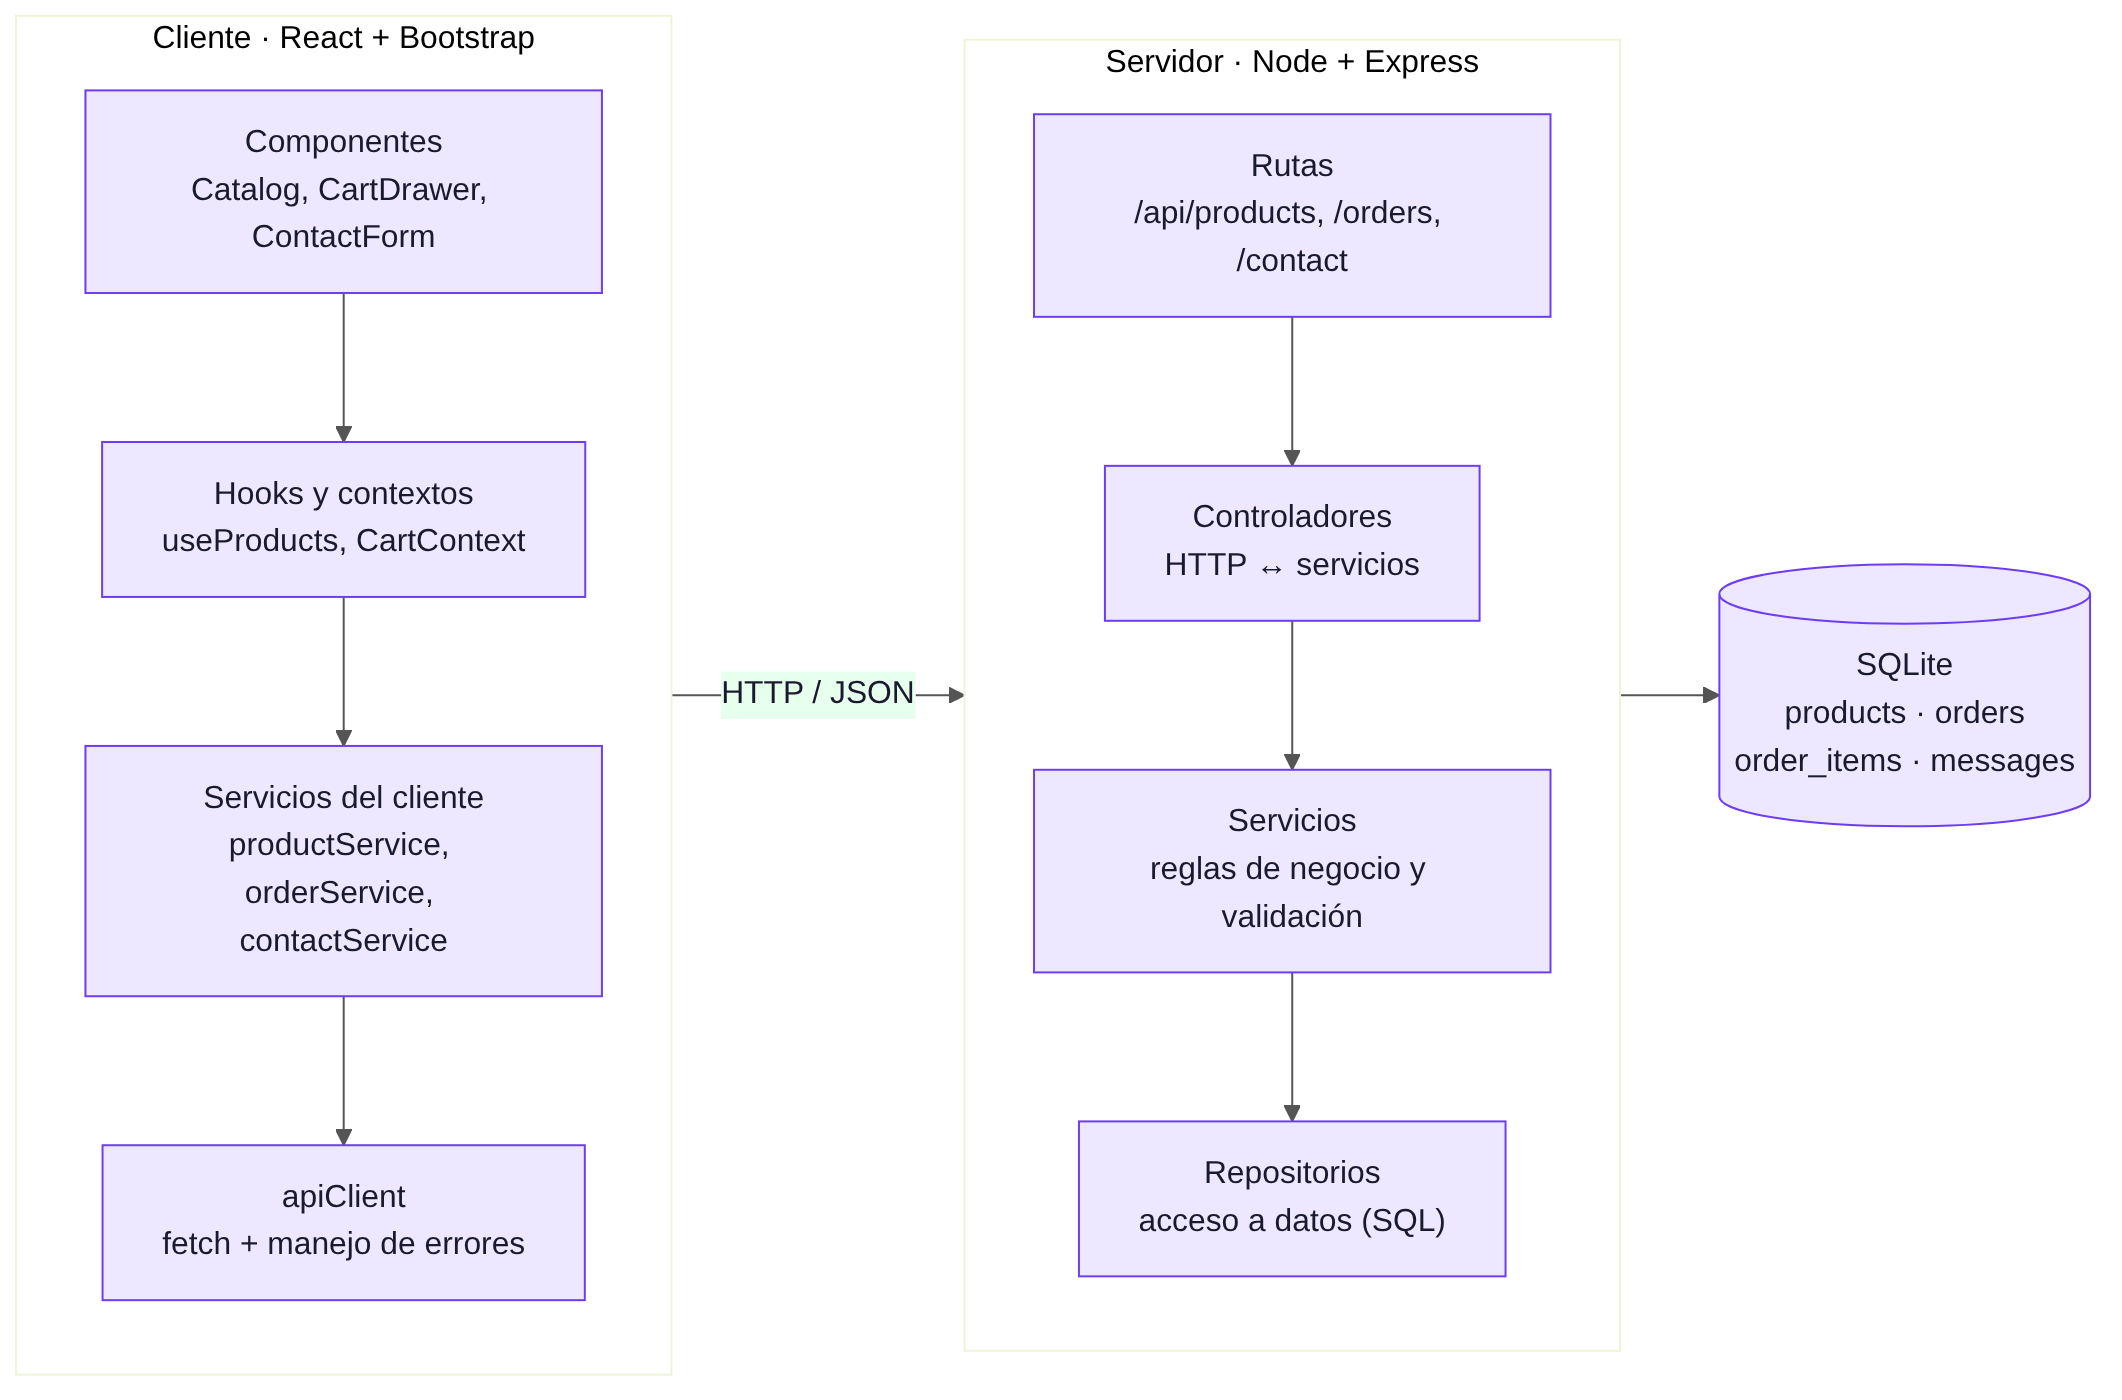 Cliente · React + Bootstrap
Componentes
Catalog, CartDrawer,
ContactForm
Hooks y contextos
useProducts, CartContext
Servicios del cliente
productService,
orderService,
contactService
apiClient
fetch + manejo de errores
HTTP / JSON
Servidor · Node + Express
Rutas
/api/products, /orders,
/contact
Controladores
HTTP ↔ servicios
Servicios
reglas de negocio y
validación
Repositorios
acceso a datos (SQL)
SQLite
products · orders
order_items · messages